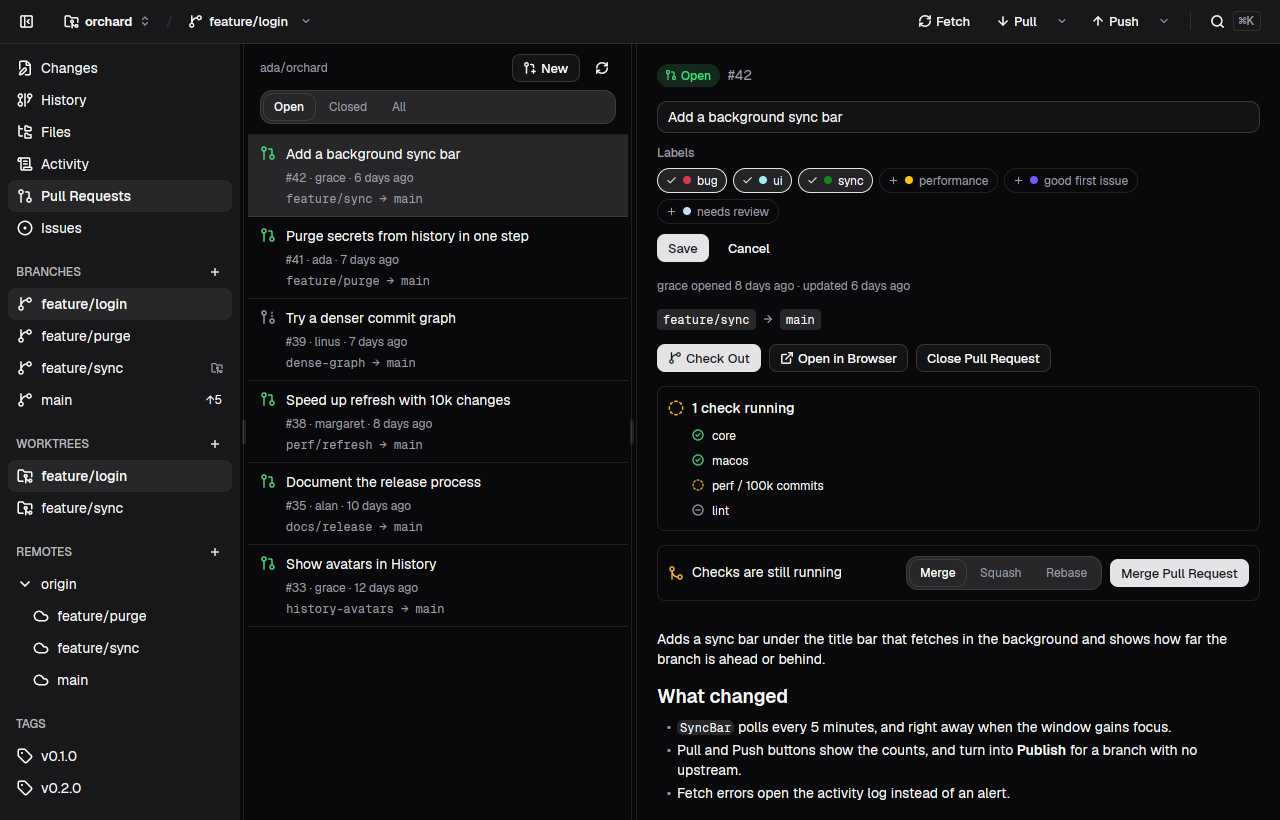 orchard / feature/login
Fetch Pull Push ⌘K
Changes
History
Files
Activity
Pull Requests
Issues
BRANCHES +
feature/login
feature/purge
feature/sync
main ↑5
WORKTREES +
feature/login
feature/sync
REMOTES +
origin
feature/purge
feature/sync
main
TAGS
v0.1.0
v0.2.0
ada/orchard New
Open Closed All
Add a background sync bar
#42 · grace · 6 days ago
feature/sync → main
Purge secrets from history in one step
#41 · ada · 7 days ago
feature/purge → main
Try a denser commit graph
#39 · linus · 7 days ago
dense-graph → main
Speed up refresh with 10k changes
#38 · margaret · 8 days ago
perf/refresh → main
Document the release process
#35 · alan · 10 days ago
docs/release → main
Show avatars in History
#33 · grace · 12 days ago
history-avatars → main
Open #42
Add a background sync bar
Labels
bug ui sync + performance + good first issue
+ needs review
Save Cancel
grace opened 8 days ago · updated 6 days ago
feature/sync → main
Check Out Open in Browser Close Pull Request
1 check running
core
macos
perf / 100k commits
lint
Checks are still running Merge Squash Rebase Merge Pull Request
Adds a sync bar under the title bar that fetches in the background and shows how far the
branch is ahead or behind.
What changed
• SyncBar polls every 5 minutes, and right away when the window gains focus.
• Pull and Push buttons show the counts, and turn into Publish for a branch with no
upstream.
• Fetch errors open the activity log instead of an alert.